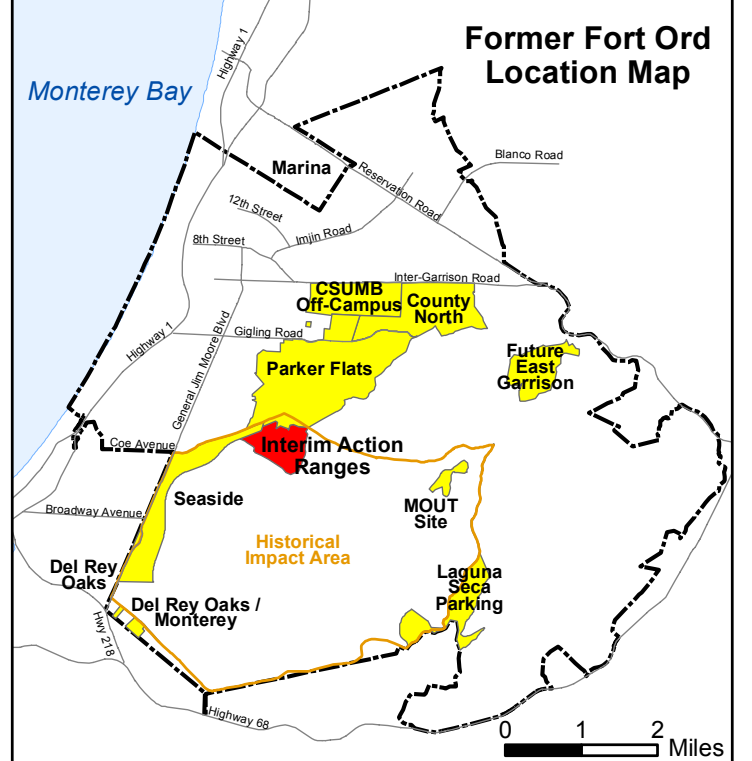 Former Fort Ord
Location Map
Highway 1
Monterey Bay
Marina
Blanco Road
Reservation Road
12th Street
Imjin Road
8th Street
Inter-Garrison Road
CSUMB
Off-Campus
County
North
Gigling Road
Highway 1
General Jim Moore Blvd
Parker Flats
Future
East
Garrison
Coe Avenue
Interim Action
Ranges
Seaside
MOUT
Site
Broadway Avenue
Historical
Impact Area
Del Rey
Oaks
Laguna
Seca
Parking
Del Rey Oaks /
Monterey
Hwy 218
Highway 68
0 1 2
Miles